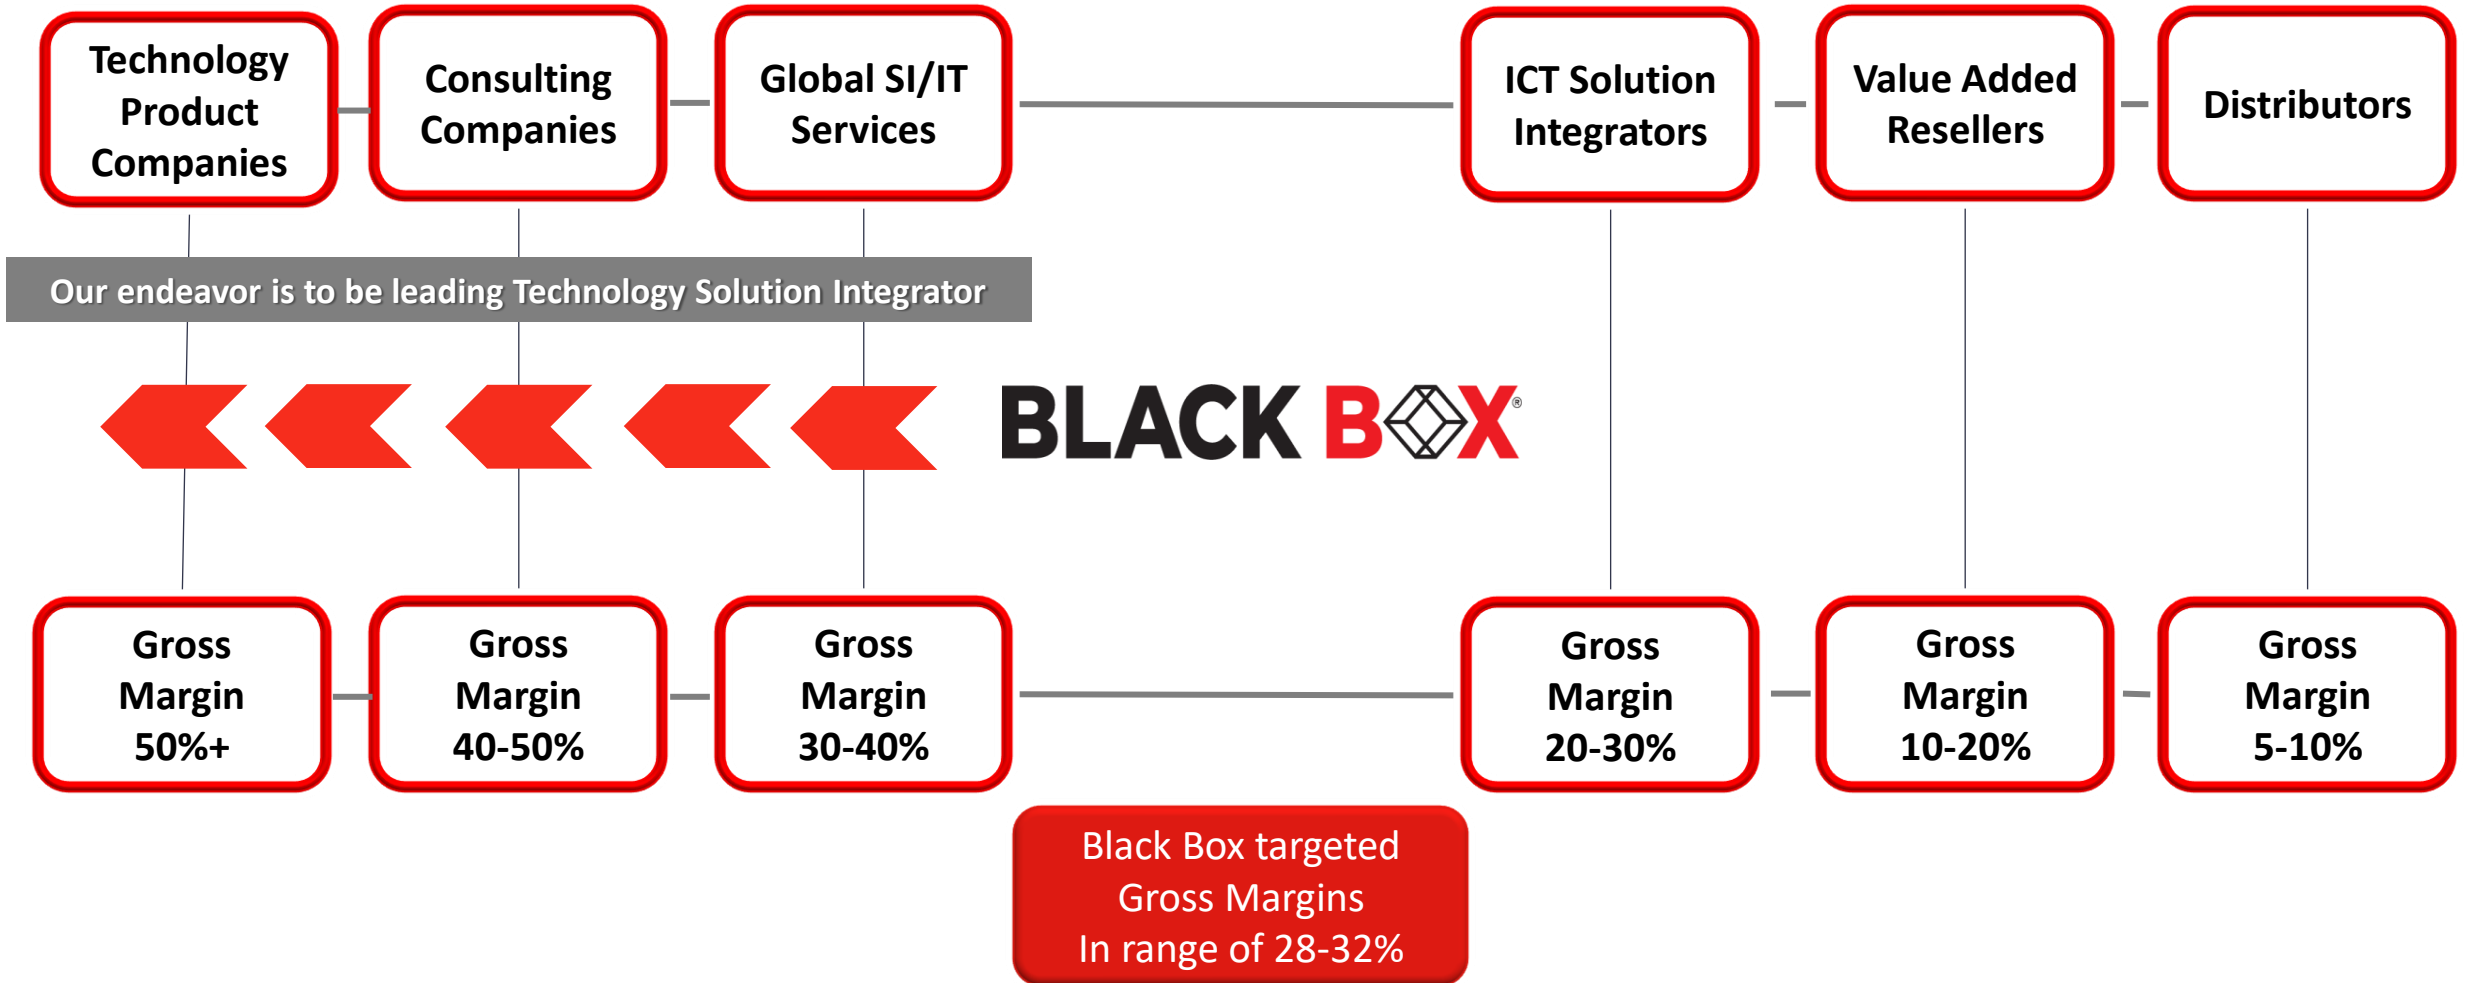 Technology
Product
Companies
Consulting
Companies
Global SI/IT
Services
ICT Solution
Integrators
Value Added
Resellers
Distributors
Our endeavor is to be leading Technology Solution Integrator
BLACK BOX®
Gross
Margin
50%+
Gross
Margin
40-50%
Gross
Margin
30-40%
Gross
Margin
20-30%
Gross
Margin
10-20%
Gross
Margin
5-10%
Black Box targeted
Gross Margins
In range of 28-32%